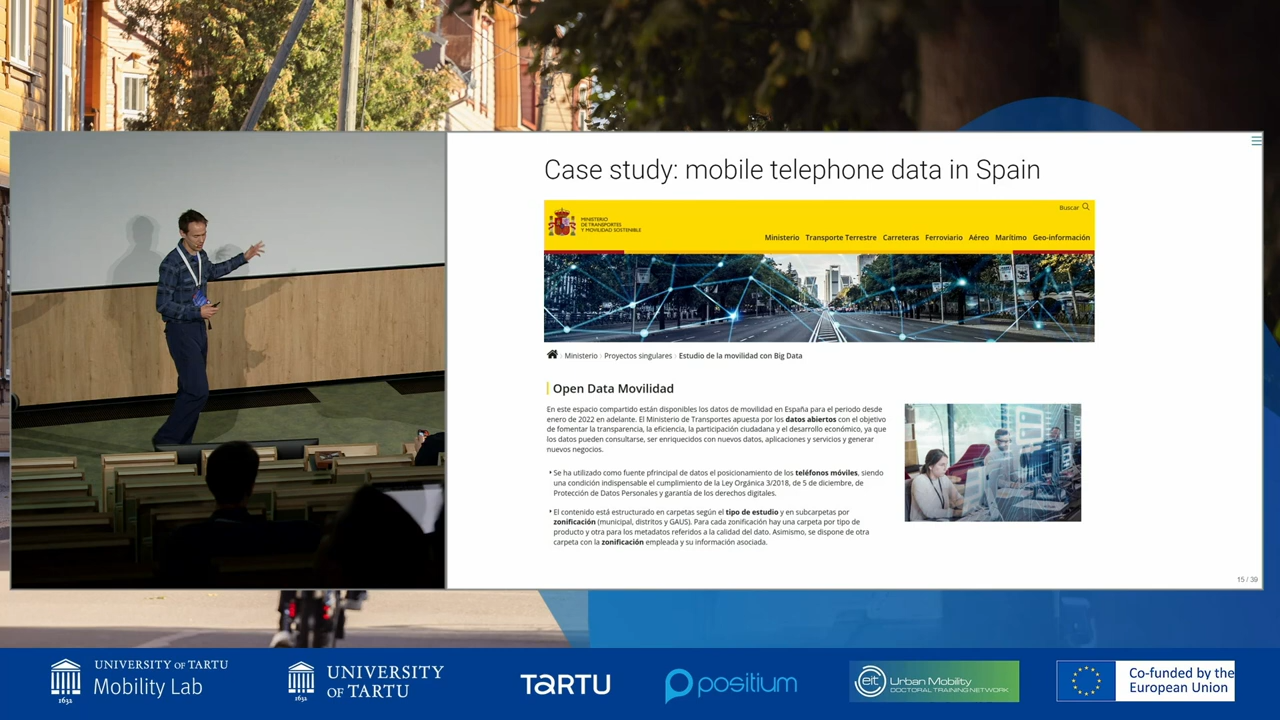 Case study: mobile telephone data in Spain
Buscar
MINISTERIO
DE TRANSPORTES
Y MOVILIDAD SOSTENIBLE
Ministerio Transporte Terrestre Carreteras Ferroviario Aéreo Marítimo Geo-información
Ministerio Proyectos singulares Estudio de la movilidad con Big Data
Open Data Movilidad
En este espacio compartido están disponibles los datos de movilidad en España para el periodo desde
enero de 2022 en adelante. El Ministerio de Transportes apuesta por los datos abiertos con el objetivo
de fomentar la transparencia, la eficiencia, la participación ciudadana y el desarrollo económico, ya que
los datos pueden consultarse, ser enriquecidos con nuevos datos, aplicaciones y servicios y generar
nuevos negocios.
• Se ha utilizado como fuente pfrincipal de datos el posicionamiento de los teléfonos móviles, siendo
una condición indispensable el cumplimiento de la Ley Orgánica 3/2018, de 5 de diciembre, de
Protección de Datos Personales y garantía de los derechos digitales.
• El contenido está estructurado en carpetas según el tipo de estudio y en subcarpetas por
zonificación (municipal, distritos y GAUS). Para cada zonificación hay una carpeta por tipo de
producto y otra para los metadatos referidos a la calidad del dato. Asimismo, se dispone de otra
carpeta con la zonificación empleada y su información asociada.
15 / 39
UNIVERSITY OF TARTU
Mobility Lab
1632
UNIVERSITY
OF TARTU
1632
TARTU
positium
eit Urban Mobility
DOCTORAL TRAINING NETWORK
Co-funded by the
European Union